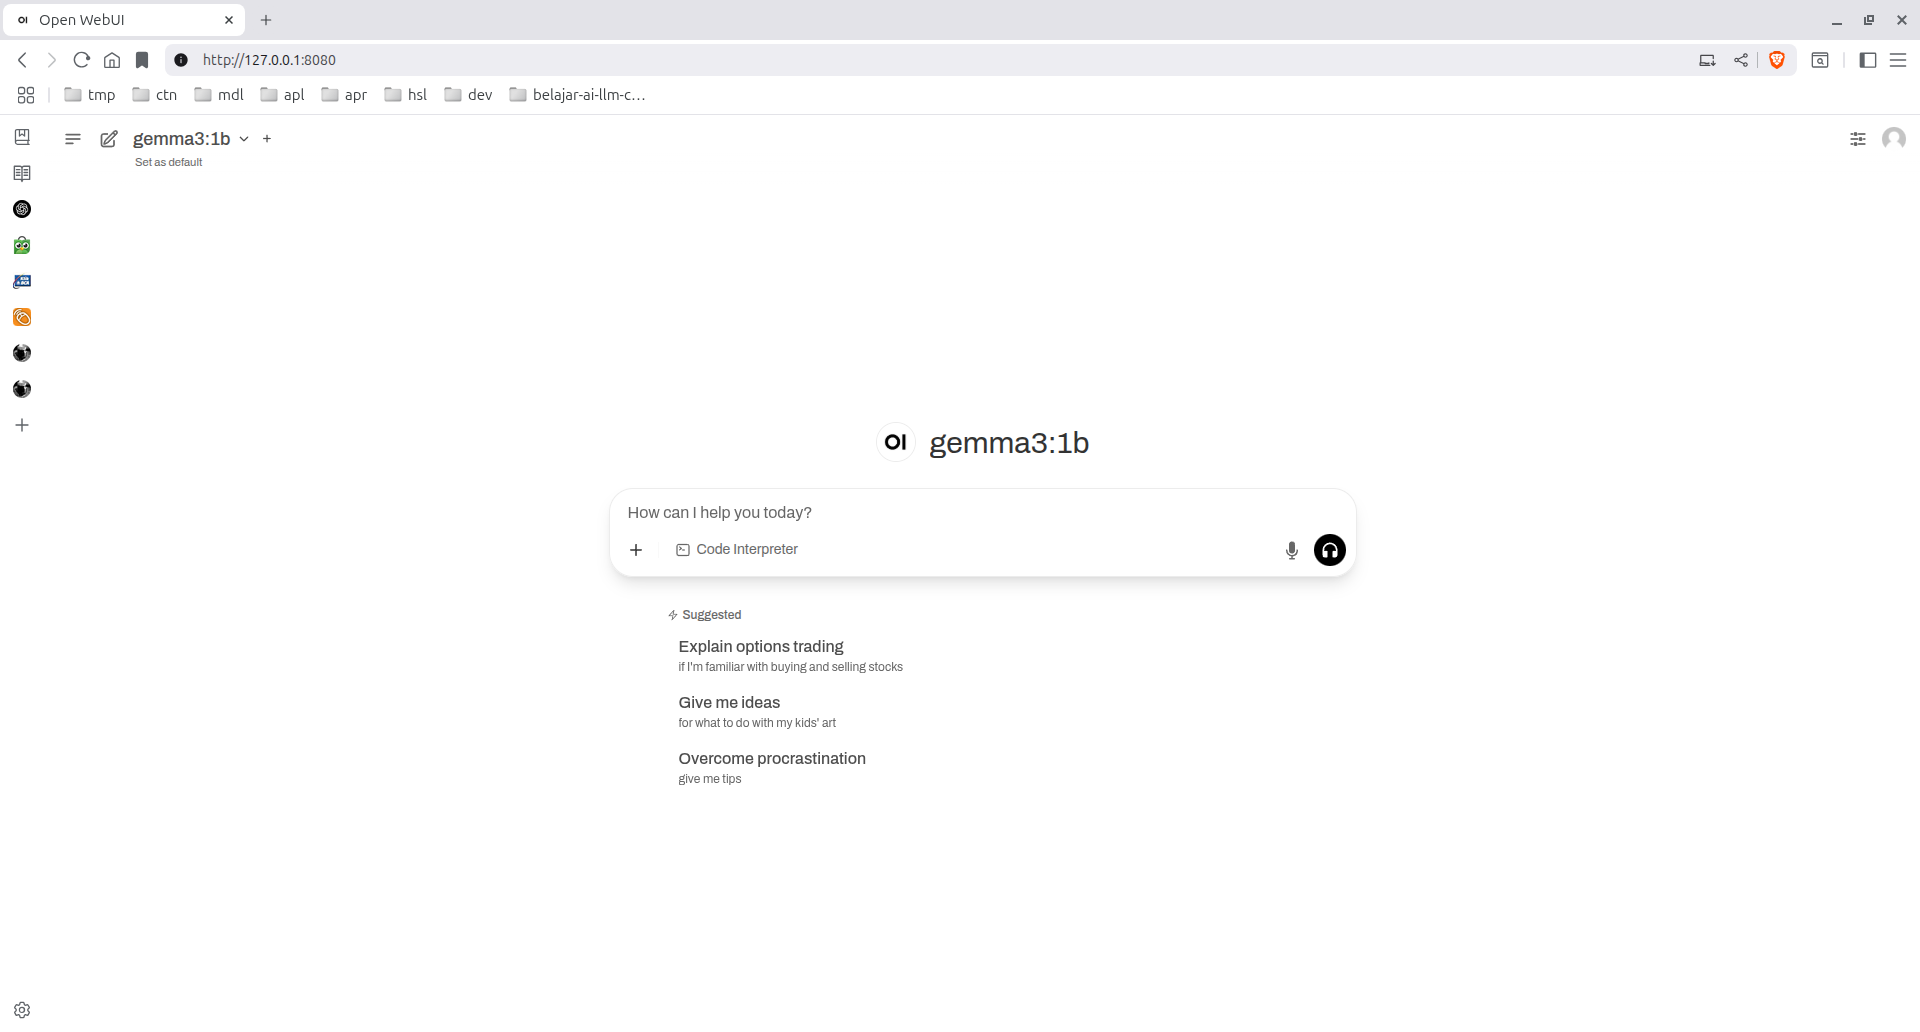 Open WebUI
http://127.0.0.1:8080
tmp ctn mdl apl apr hsl dev belajar-ai-llm-c...
gemma3:1b
Set as default
OI gemma3:1b
How can I help you today?
Code Interpreter
Suggested
Explain options trading
if I'm familiar with buying and selling stocks
Give me ideas
for what to do with my kids' art
Overcome procrastination
give me tips